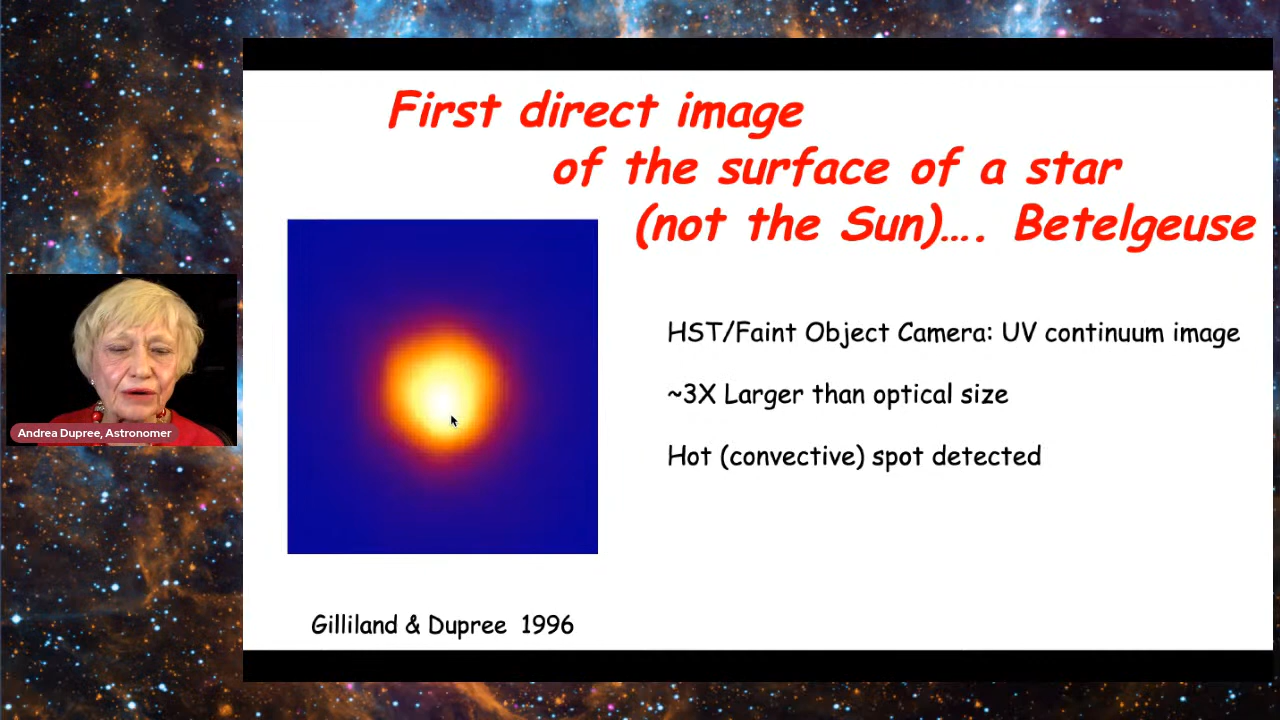 First direct image
of the surface of a star
(not the Sun)…. Betelgeuse
HST/Faint Object Camera: UV continuum image
~3X Larger than optical size
Hot (convective) spot detected
Andrea Dupree, Astronomer
Gilliland & Dupree 1996